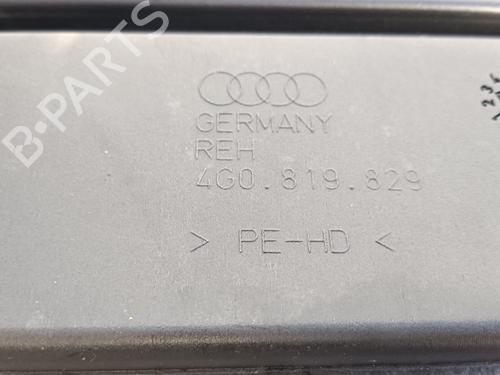 B-PARTS
GERMANY
REH
4G0.819.829
> PE-HD <